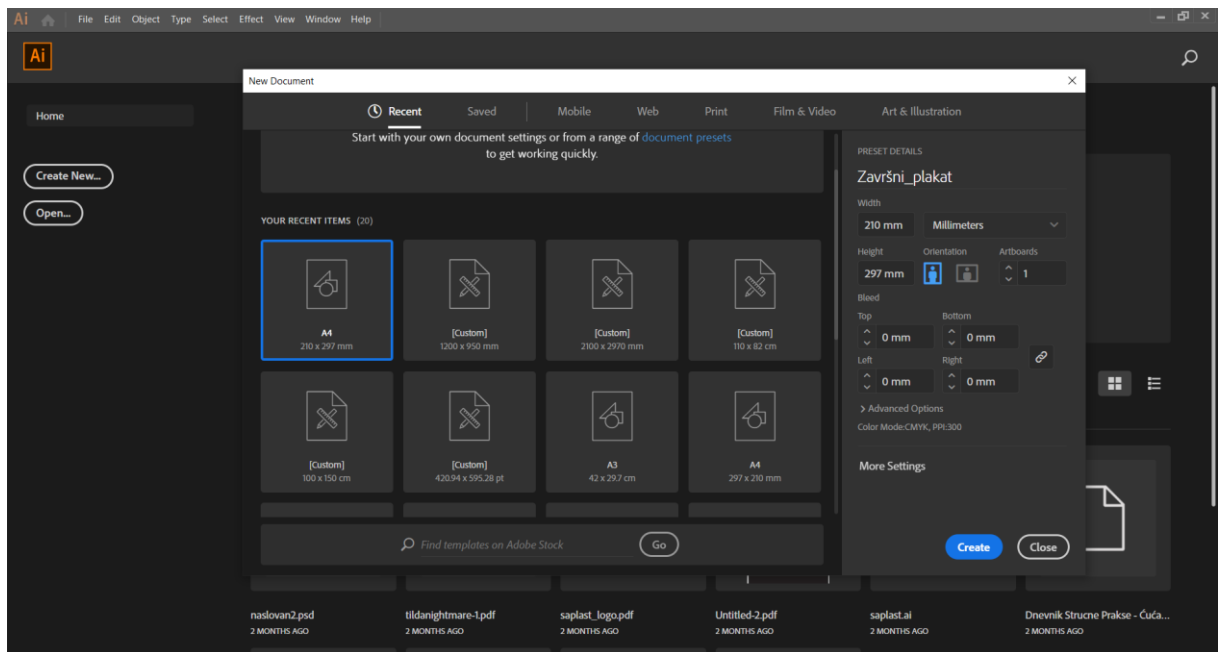 Ai File Edit Object Type Select Effect View Window Help
Ai
New Document
Recent Saved Mobile Web Print Film & Video Art & Illustration
Home
Create New...
Open...
Start with your own document settings or from a range of document presets
to get working quickly.
YOUR RECENT ITEMS (20)
A4
210 x 297 mm
[Custom]
1200 x 950 mm
[Custom]
2100 x 2970 mm
[Custom]
110 x 82 cm
[Custom]
100 x 150 cm
[Custom]
420.94 x 595.28 pt
A3
42 x 29.7 cm
A4
297 x 210 mm
Find templates on Adobe Stock Go
PRESET DETAILS
Završni_plakat
Width
210 mm Millimeters
Height Orientation Artboards
297 mm 1
Bleed
Top Bottom
0 mm 0 mm
Left Right
0 mm 0 mm
> Advanced Options
Color Mode:CMYK, PPI:300
More Settings
Create Close
naslovan2.psd
2 MONTHS AGO
tildanightmare-1.pdf
2 MONTHS AGO
saplast_logo.pdf
2 MONTHS AGO
Untitled-2.pdf
2 MONTHS AGO
saplast.ai
2 MONTHS AGO
Dnevnik Strucne Prakse - Ćuća...
2 MONTHS AGO